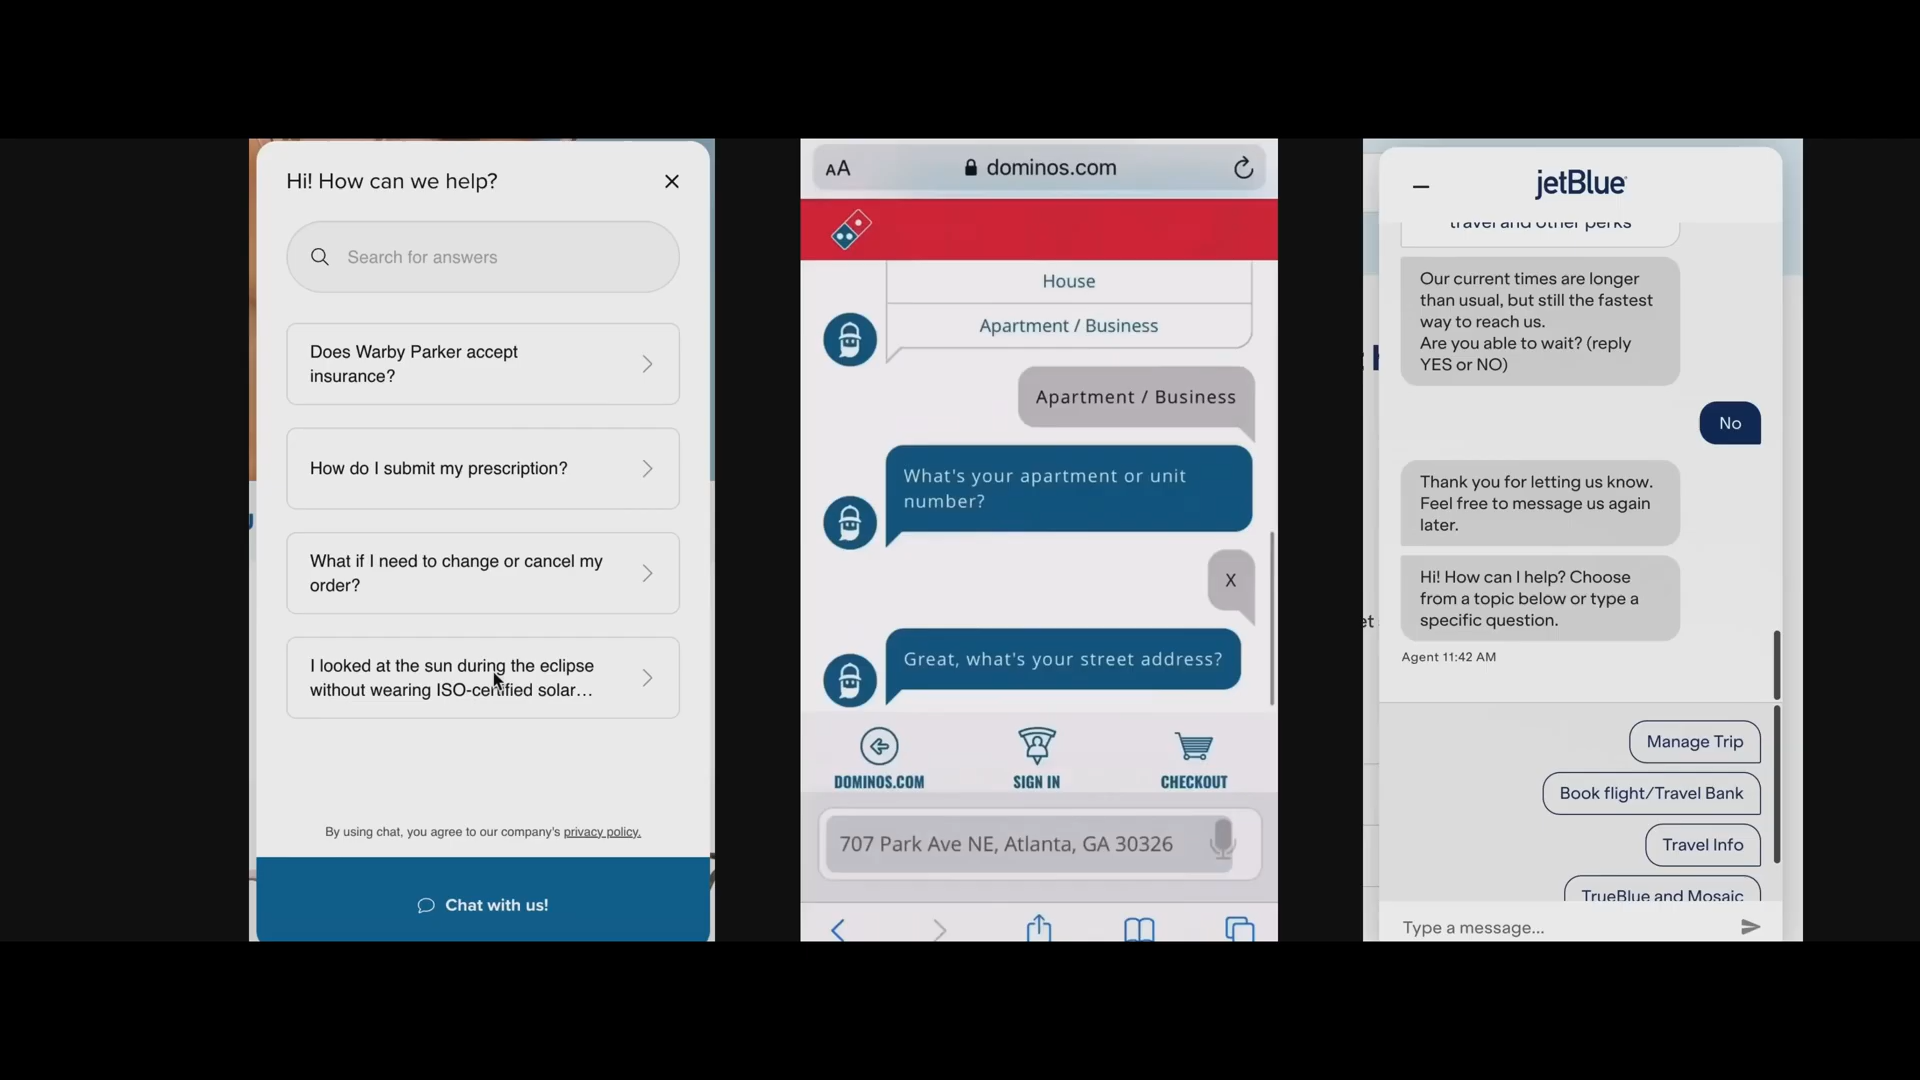 Hi! How can we help?
Search for answers
Does Warby Parker accept
insurance?
How do I submit my prescription?
What if I need to change or cancel my
order?
I looked at the sun during the eclipse
without wearing ISO-certified solar...
By using chat, you agree to our company's privacy policy.
Chat with us!
AA
dominos.com
House
Apartment / Business
Apartment / Business
What's your apartment or unit
number?
X
Great, what's your street address?
DOMINOS.COM
SIGN IN
CHECKOUT
707 Park Ave NE, Atlanta, GA 30326
jetBlue
travel and other perks
Our current times are longer
than usual, but still the fastest
way to reach us.
Are you able to wait? (reply
YES or NO)
No
Thank you for letting us know.
Feel free to message us again
later.
Hi! How can I help? Choose
from a topic below or type a
specific question.
Agent 11:42 AM
Manage Trip
Book flight/Travel Bank
Travel Info
TrueBlue and Mosaic
Type a message...